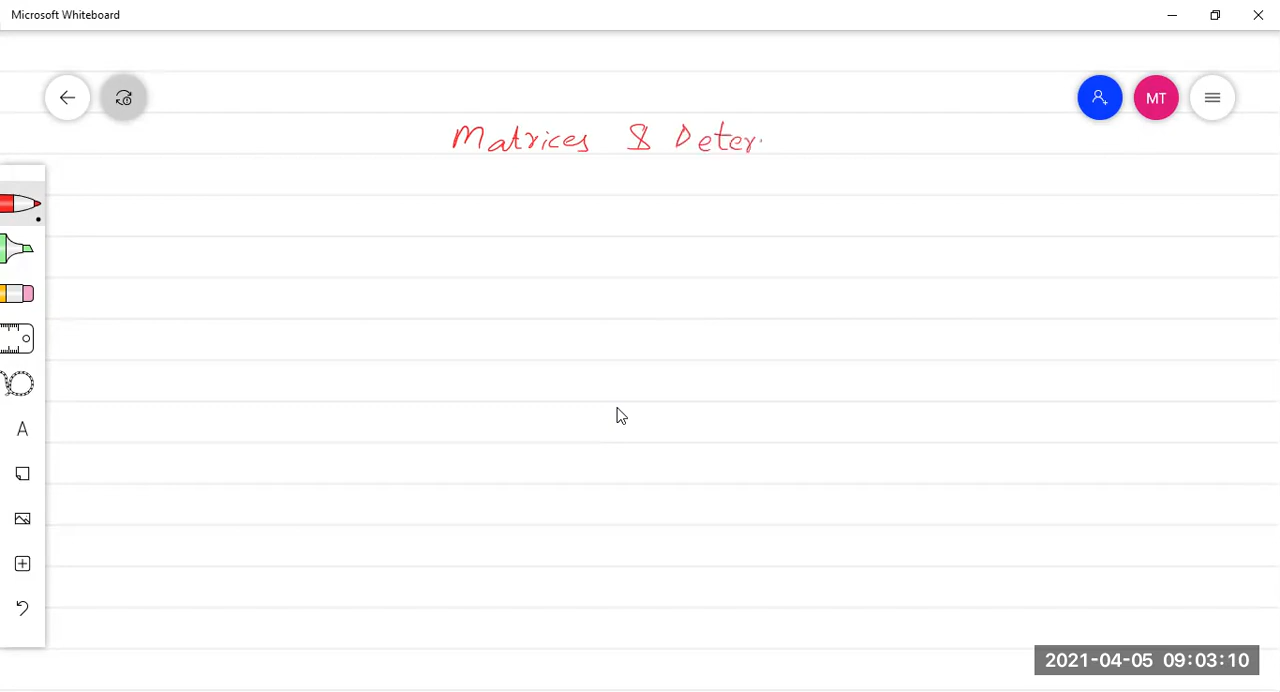 Microsoft Whiteboard
MT
Matrices & Deter
A
2021-04-05 09:03:10